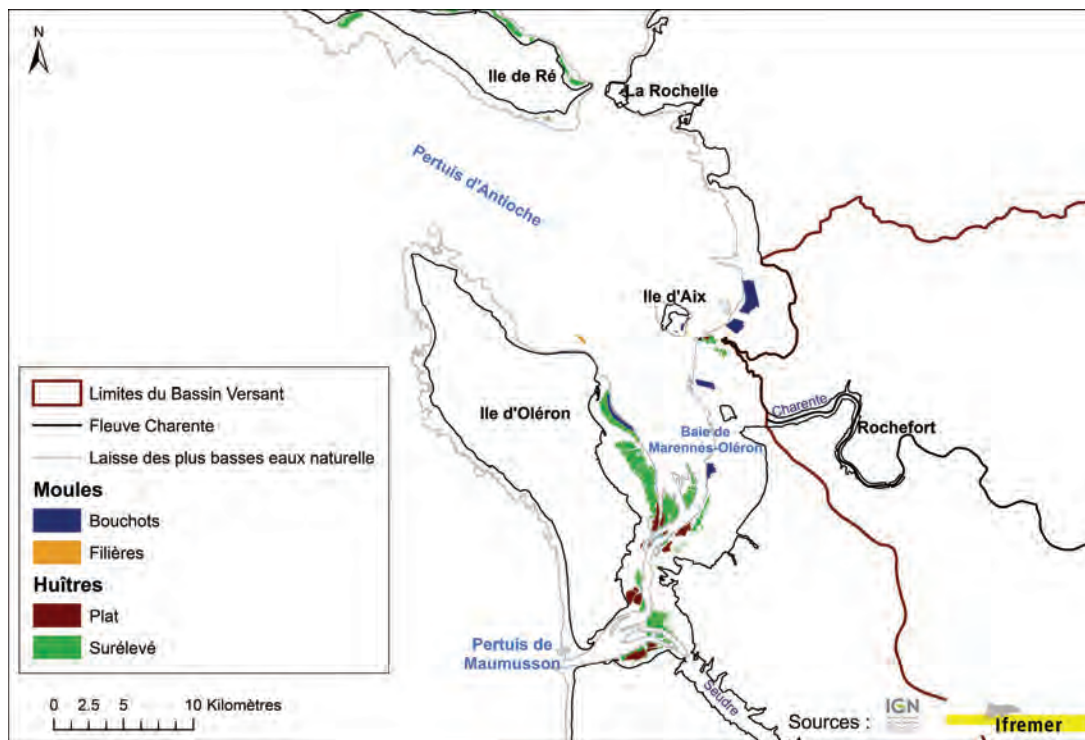 N
Ile de Ré
La Rochelle
Pertuis d'Antioche
Ile d'Aix
Ile d'Oléron
Charente
Rochefort
Baie de
Marennes-Oléron
Pertuis de
Maumusson
Seudre
Limites du Bassin Versant
Fleuve Charente
Laisse des plus basses eaux naturelle
Moules
Bouchots
Filières
Huîtres
Plat
Surélevé
0 2.5 5 10 Kilomètres
Sources :
IGN
Ifremer